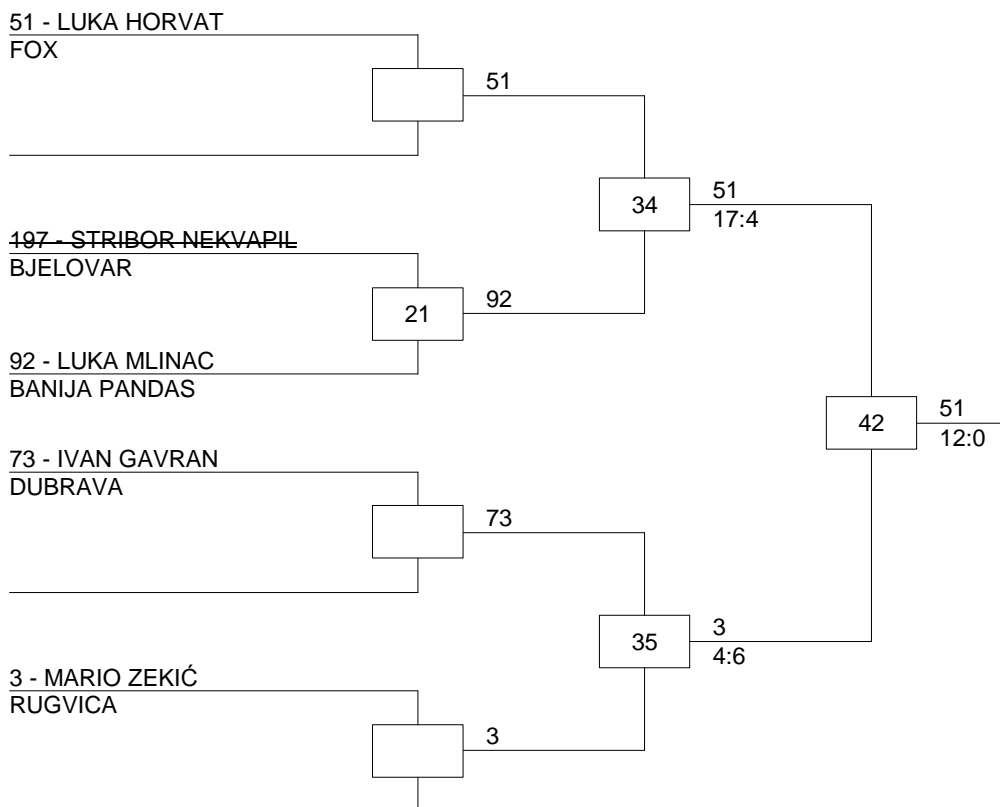 51 - LUKA HORVAT
FOX
51
34
51
17:4
197 - STRIBOR NEKVAPIL
BJELOVAR
21
92
92 - LUKA MLINAC
BANIJA PANDAS
42
51
12:0
73 - IVAN GAVRAN
DUBRAVA
73
35
3
4:6
3 - MARIO ZEKIĆ
RUGVICA
3